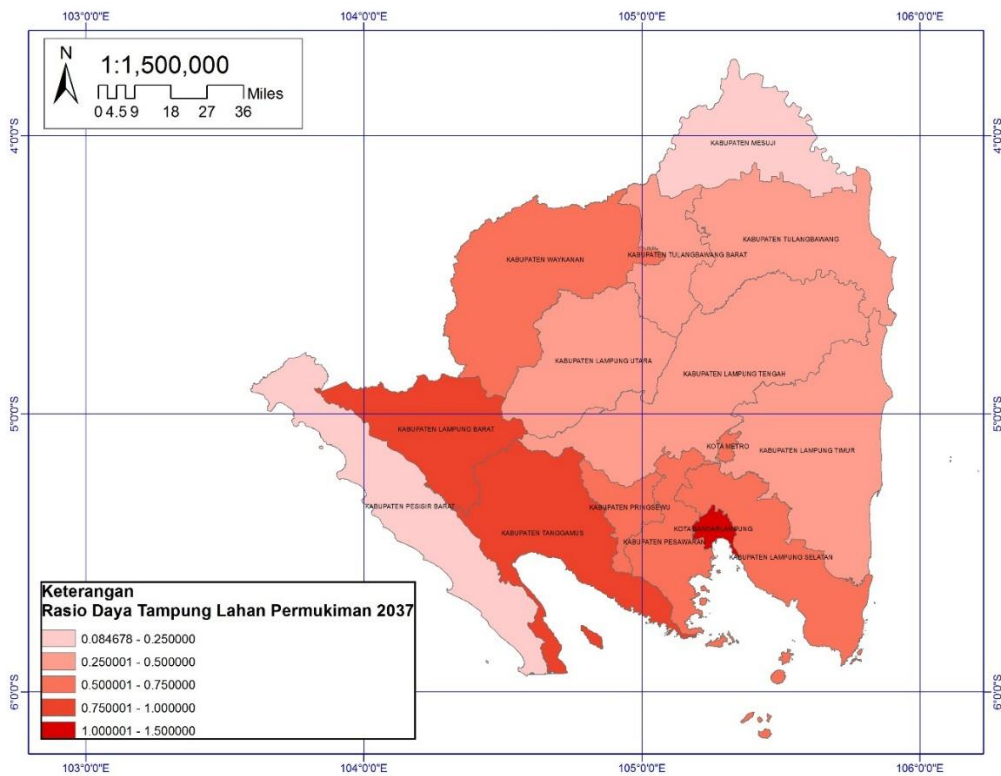 103°0'0"E 104°0'0"E 105°0'0"E 106°0'0"E
N
1:1,500,000
Miles
0 4.5 9 18 27 36
4°0'0"S 4°0'0"S
KABUPATEN MESUJI
KABUPATEN TULANGBAWANG
KABUPATEN TULANGBAWANG BARAT
KABUPATEN WAYKANAN
KABUPATEN LAMPUNG UTARA
KABUPATEN LAMPUNG TENGAH
5°0'0"S 5°0'0"S
KABUPATEN LAMPUNG BARAT
KOTA METRO
KABUPATEN LAMPUNG TIMUR
KABUPATEN PESISIR BARAT
KABUPATEN PRINGSEWU
KOTA BANDARLAMPUNG
KABUPATEN TANGGAMUS
KABUPATEN PESAWARAN
KABUPATEN LAMPUNG SELATAN
Keterangan
Rasio Daya Tampung Lahan Permukiman 2037
0.084678 - 0.250000
0.250001 - 0.500000
0.500001 - 0.750000
0.750001 - 1.000000
1.000001 - 1.500000
6°0'0"S 6°0'0"S
103°0'0"E 104°0'0"E 105°0'0"E 106°0'0"E